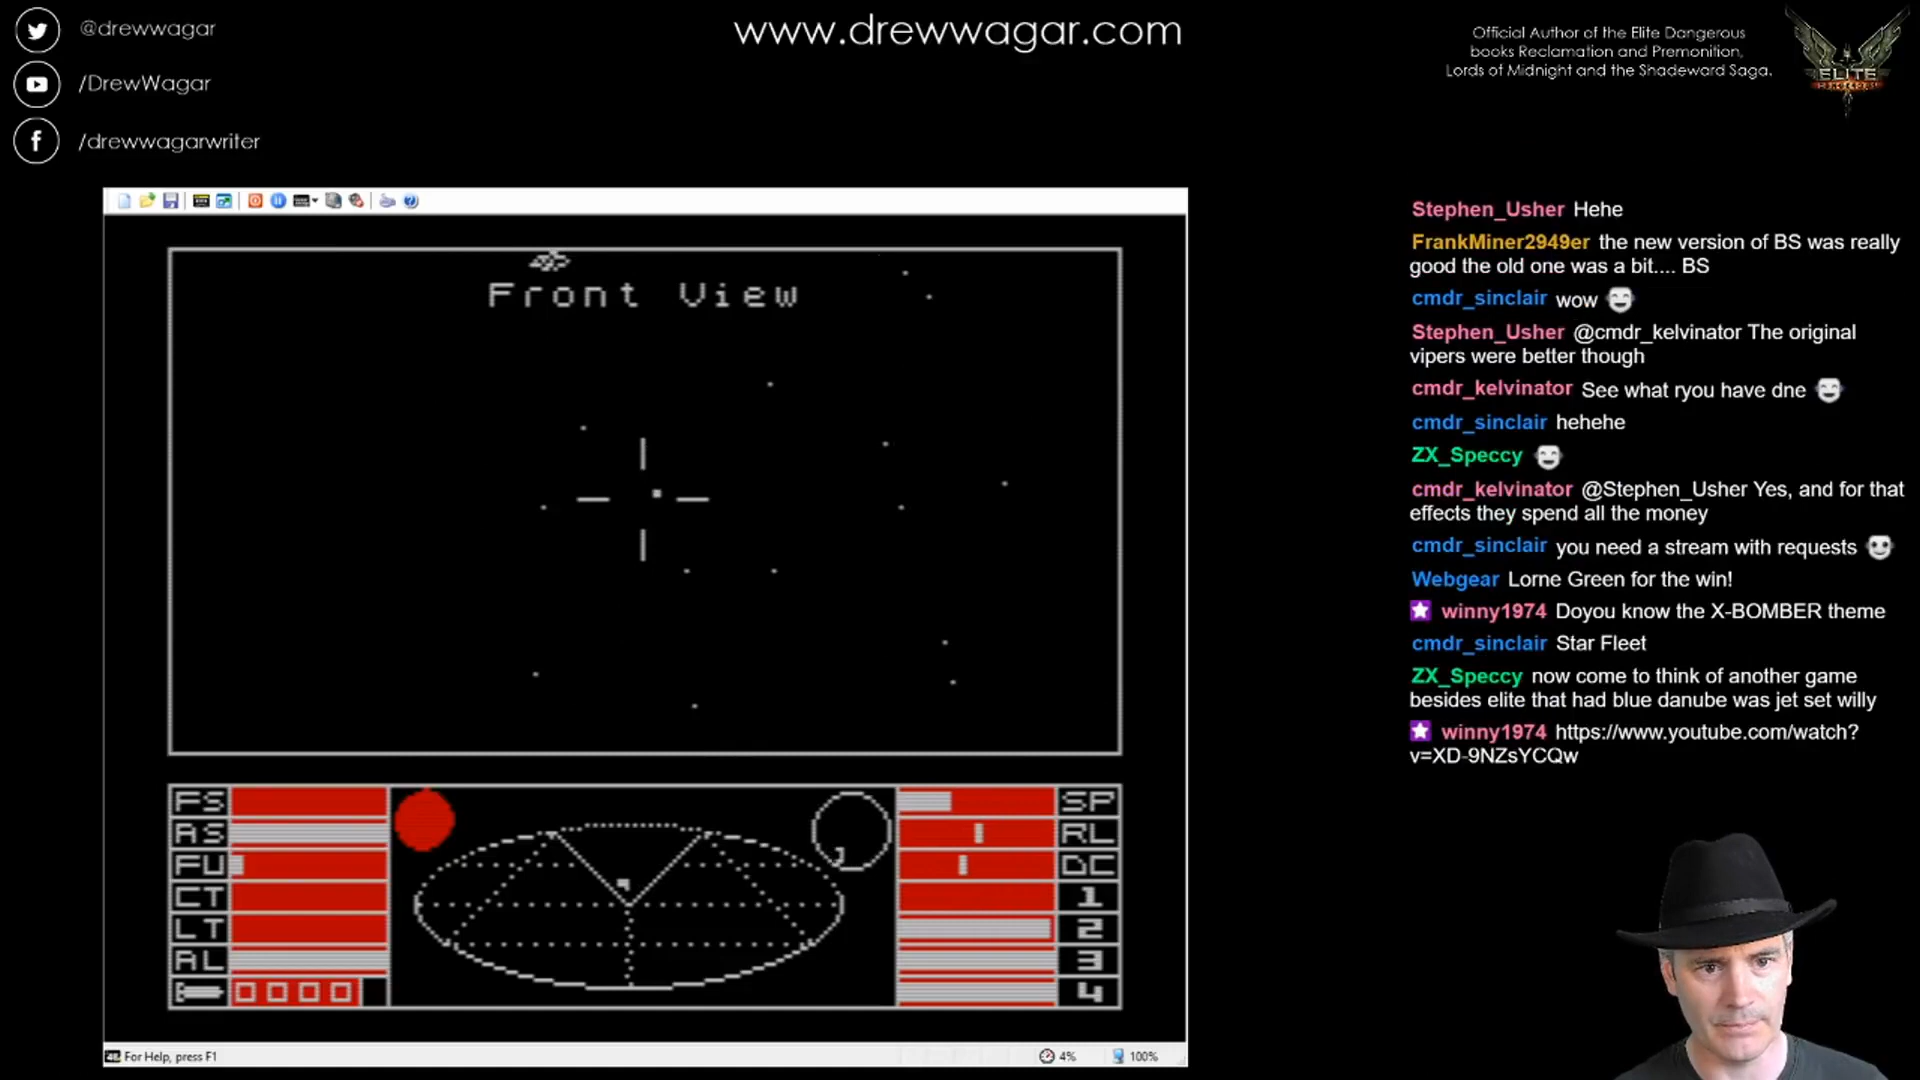 @drewwagar
/DrewWagar
/drewwagarwriter
www.drewwagar.com
Official Author of the Elite Dangerous
books Reclamation and Premonition,
Lords of Midnight and the Shadeward Saga.
ELITE
DANGEROUS
Front View
FS
AS
FU
CT
LT
AL
SP
RL
DC
1
2
3
4
For Help, press F1
4%
100%
Stephen_Usher Hehe
FrankMiner2949er the new version of BS was really
good the old one was a bit.... BS
cmdr_sinclair wow
Stephen_Usher @cmdr_kelvinator The original
vipers were better though
cmdr_kelvinator See what ryou have dne
cmdr_sinclair hehehe
ZX_Speccy
cmdr_kelvinator @Stephen_Usher Yes, and for that
effects they spend all the money
cmdr_sinclair you need a stream with requests
Webgear Lorne Green for the win!
winny1974 Doyou know the X-BOMBER theme
cmdr_sinclair Star Fleet
ZX_Speccy now come to think of another game
besides elite that had blue danube was jet set willy
winny1974 https://www.youtube.com/watch?
v=XD-9NZsYCQw